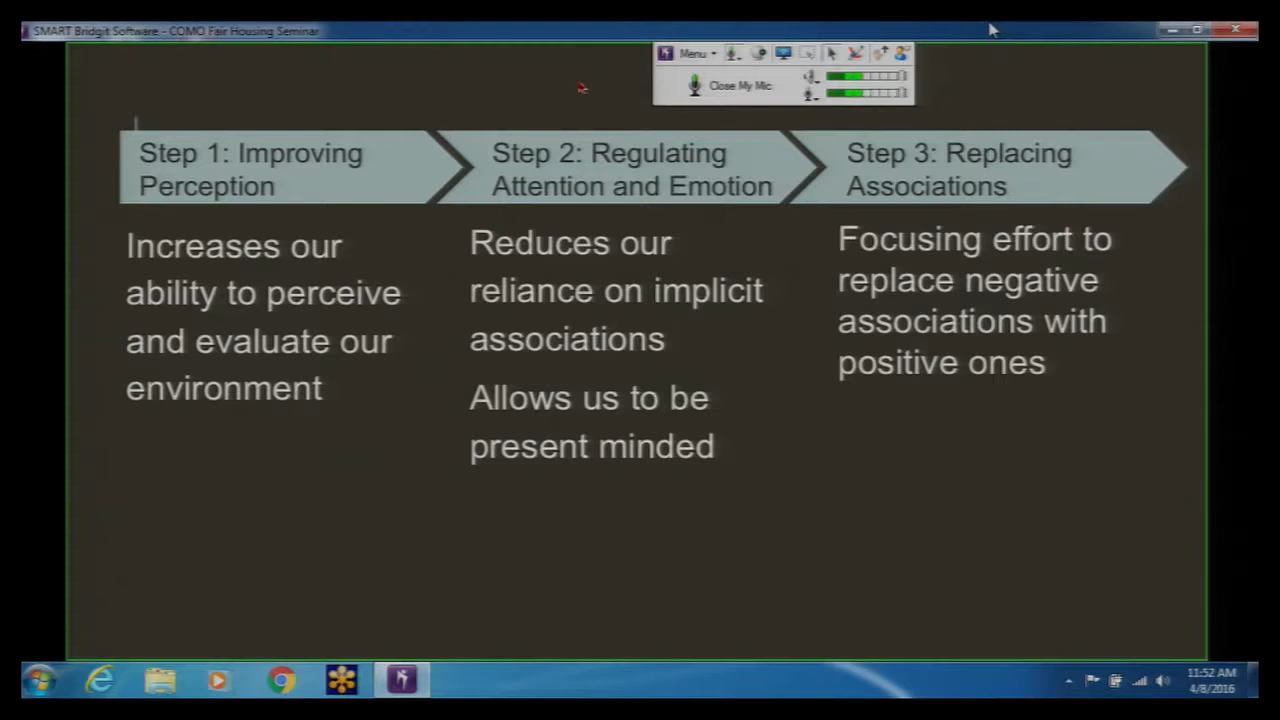 SMART Bridgit Software - COMO Fair Housing Seminar
Menu
Close My Mic
Step 1: Improving
Perception
Step 2: Regulating
Attention and Emotion
Step 3: Replacing
Associations
Increases our
ability to perceive
and evaluate our
environment
Reduces our
reliance on implicit
associations
Allows us to be
present minded
Focusing effort to
replace negative
associations with
positive ones
11:52 AM
4/8/2016